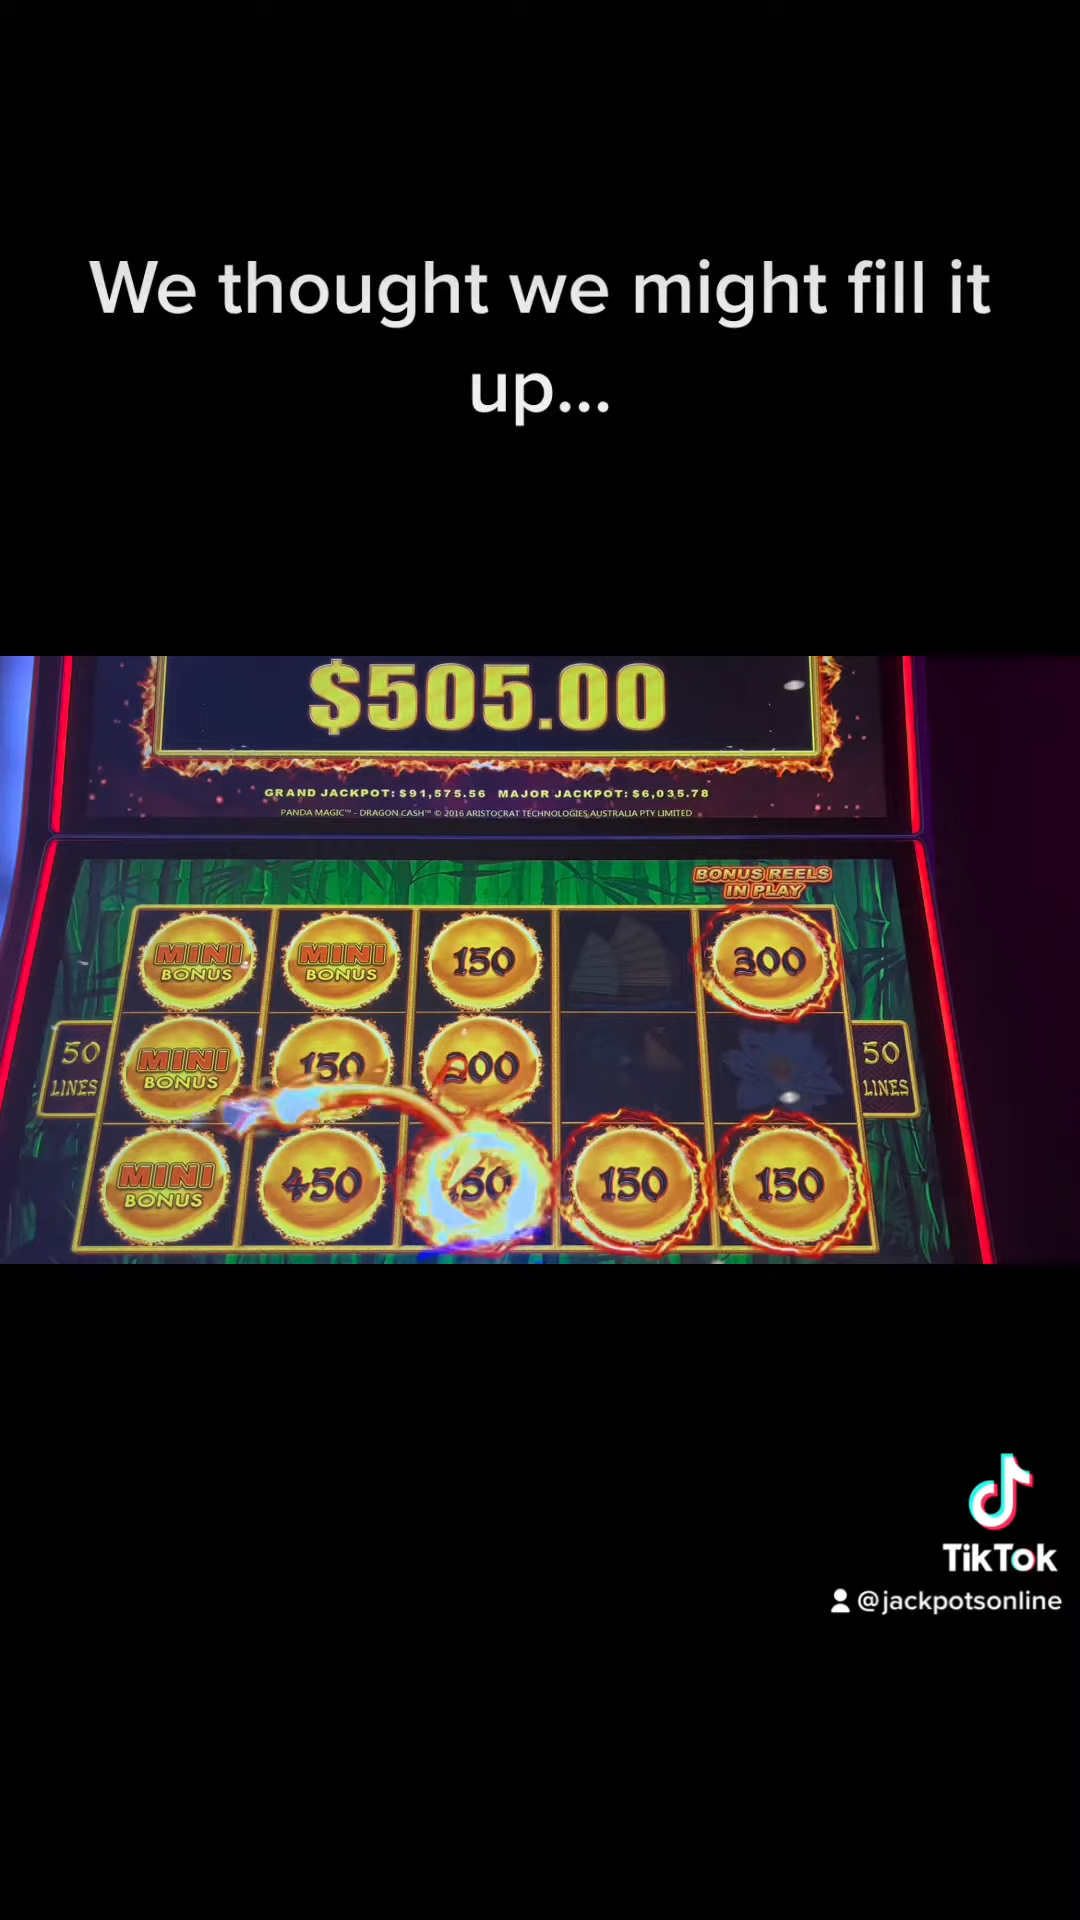 We thought we might fill it
up...
$505.00
GRAND JACKPOT: $91,575.56 MAJOR JACKPOT: $6,035.78
PANDA MAGIC™ - DRAGON CASH™ © 2016 ARISTOCRAT TECHNOLOGIES AUSTRALIA PTY LIMITED
BONUS REELS
IN PLAY
MINI
BONUS
MINI
BONUS
150
300
50
LINES
MINI
BONUS
150
200
50
LINES
MINI
BONUS
450
150
150
TikTok
@jackpotsonline